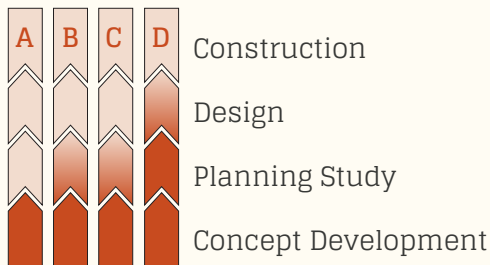 A B C D
Construction
Design
Planning Study
Concept Development